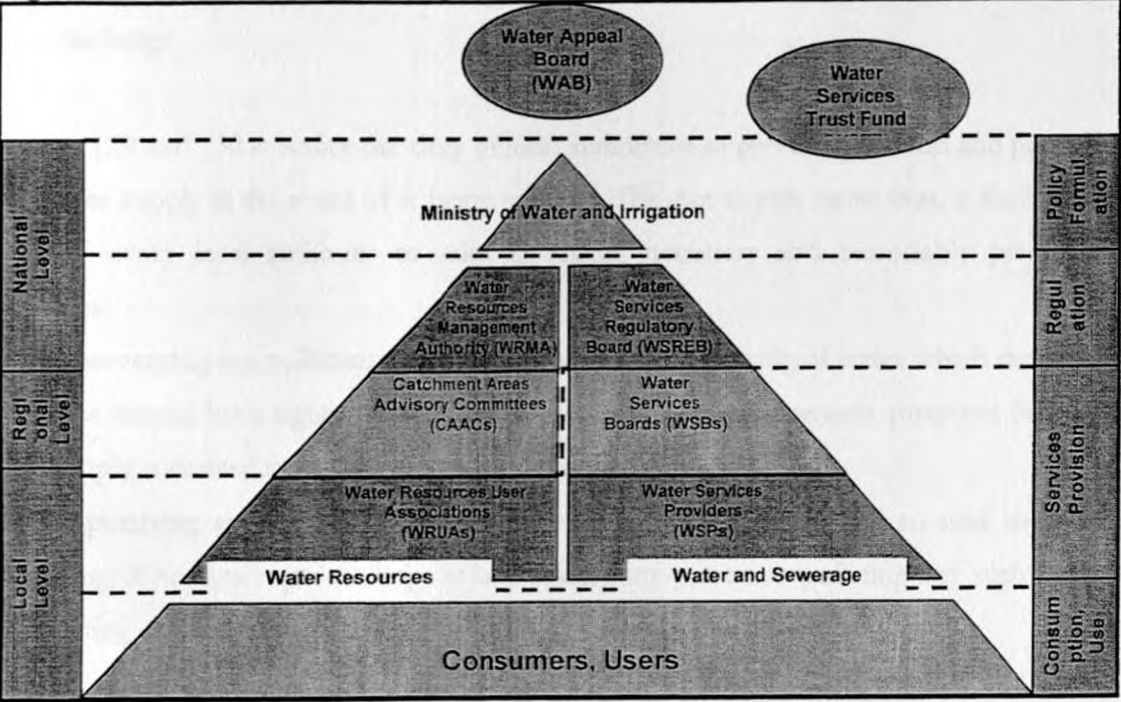 Water Appeal
Board
(WAB)
Water
Services
Trust Fund
National
Level
Regi
onal
Level
Local
Level
Ministry of Water and Irrigation
Water
Resources
Management
Authority (WRMA)
Water
Services
Regulatory
Board (WSREB)
Catchment Areas
Advisory Committees
(CAACs)
Water
Services
Boards (WSBs)
Water Resources User
Associations
(WRUAs)
Water Services
Providers
(WSPs)
Water Resources
Water and Sewerage
Consumers, Users
Policy
Formul
ation
Regul
ation
Services
Provision
Consum
ption,
Use